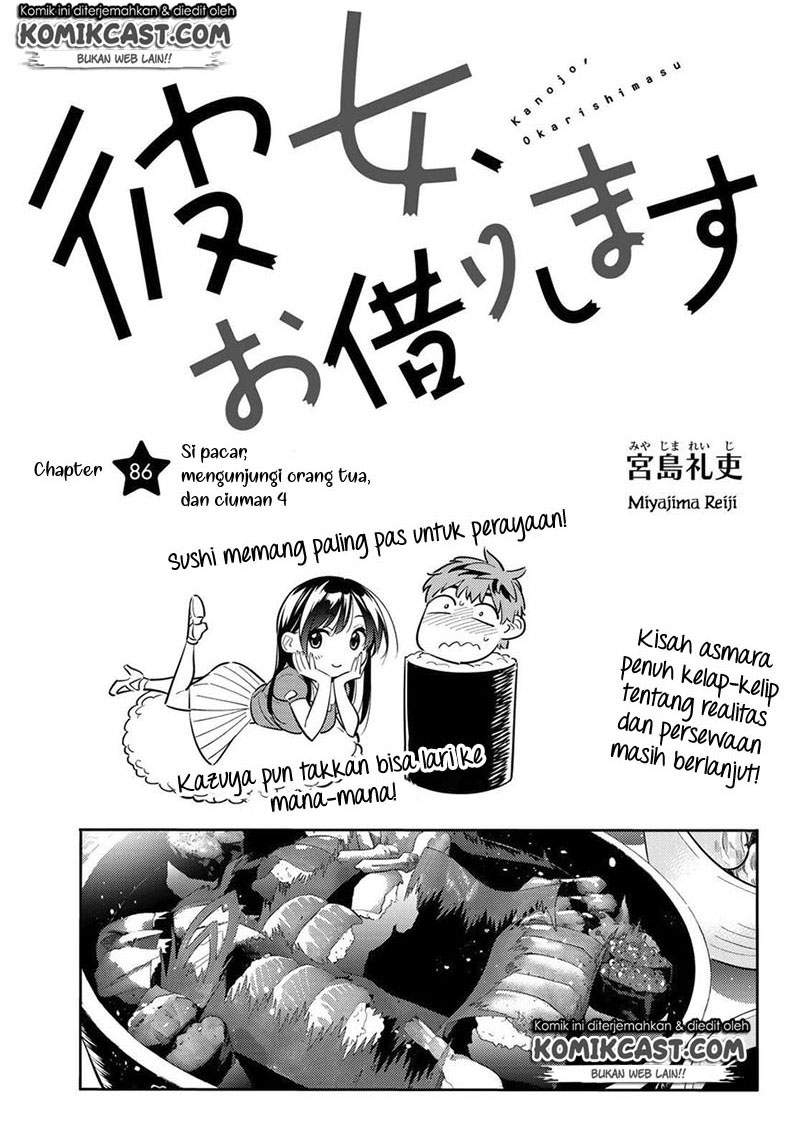 Komik ini diterjemahkan & diedit oleh
KOMIKCAST.COM
BUKAN WEB LAIN!!
Kanojo,
Okarishimasu
彼女、
お借りします
Chapter 86
Si pacar,
mengunjungi orang tua,
dan ciuman 4
みや じま れい じ
宮島礼吏
Miyajima Reiji
Sushi memang paling pas untuk perayaan!
Kisah asmara
penuh kelap-kelip
tentang realitas
dan persewaan
masih berlanjut!
Kazuya pun takkan bisa lari ke
mana-mana!
Komik ini diterjemahkan & diedit oleh
KOMIKCAST.COM
BUKAN WEB LAIN!!